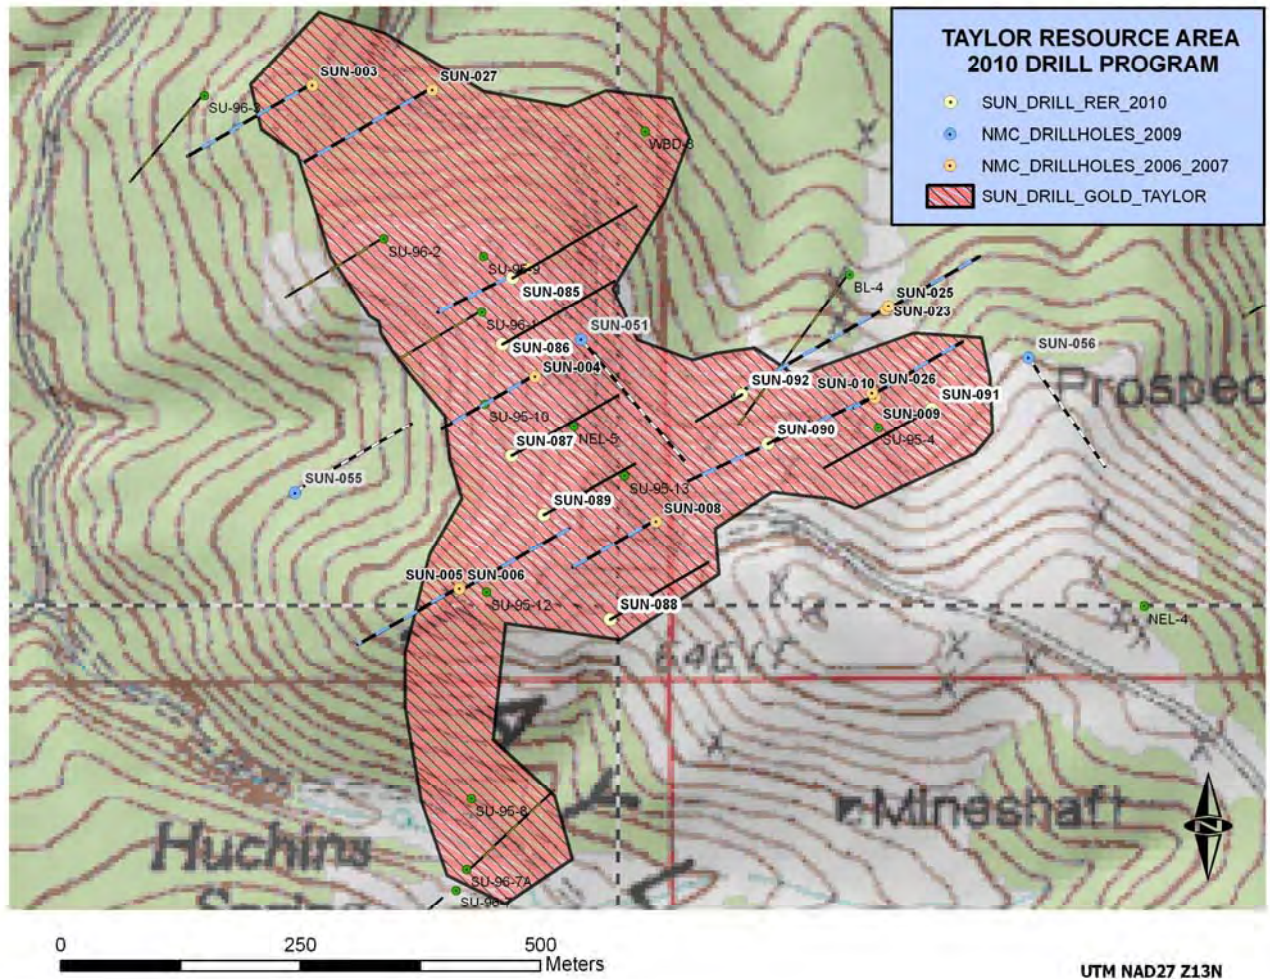 TAYLOR RESOURCE AREA
2010 DRILL PROGRAM
SUN_DRILL_RER_2010
NMC_DRILLHOLES_2009
NMC_DRILLHOLES_2006_2007
SUN_DRILL_GOLD_TAYLOR
SUN-003
SUN-027
SU-96-3
WBD-8
SU-96-2
SU-95-9
SUN-085
BL-4
SUN-025
SUN-023
SU-96-1
SUN-051
SUN-086
SUN-056
SUN-004
SUN-092
SUN-010
SUN-026
SUN-091
Prospec
SU-95-10
SUN-009
SUN-090
SU-95-4
NEL-5
SUN-087
SUN-055
SU-95-13
SUN-089
SUN-008
SUN-005
SUN-006
SU-95-12
SUN-088
NEL-4
SU-95-8
Mineshaft
Huchins
SU-96-7A
N
0
250
500
Meters
UTM NAD27 Z13N